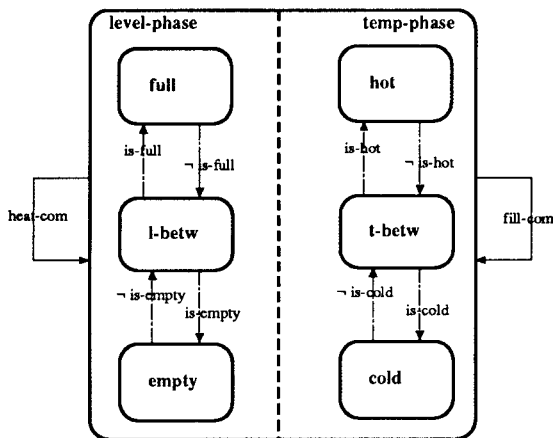 level-phase
temp-phase
full
hot
is-full
¬ is-full
is-hot
¬ is-hot
heat-com
l-betw
t-betw
fill-com
¬ is-empty
is-empty
¬ is-cold
is-cold
empty
cold